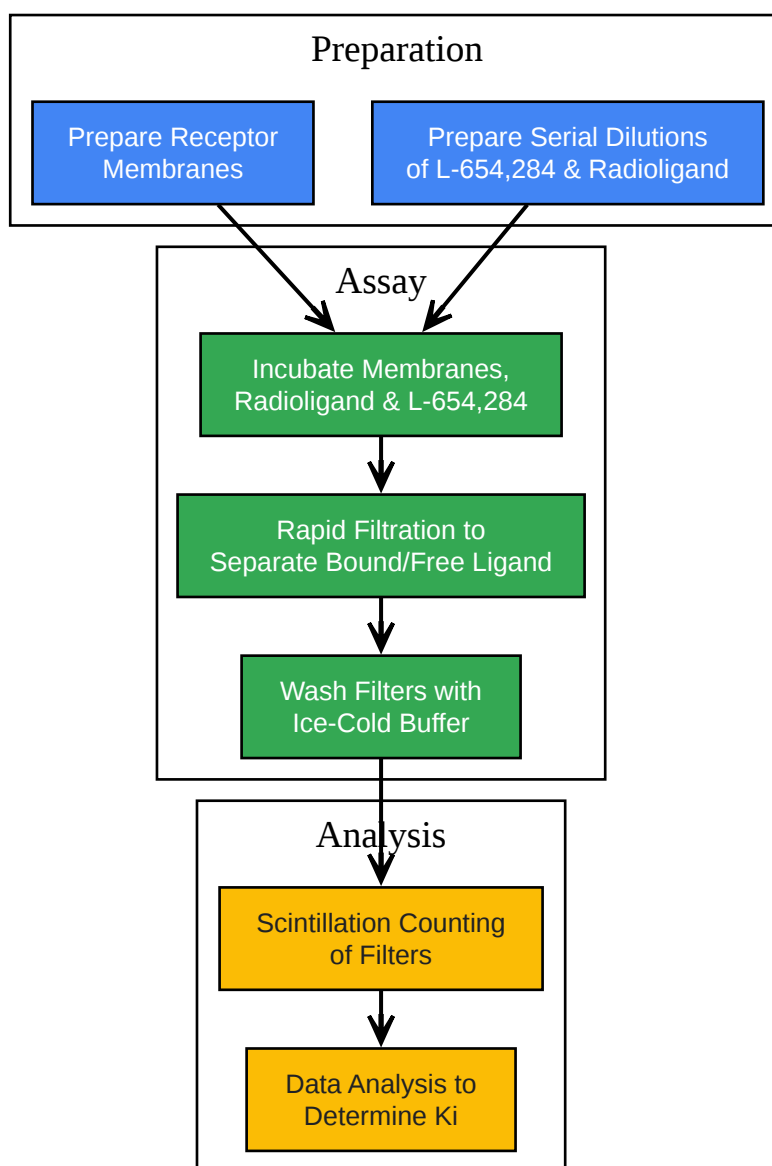 Preparation
Prepare Receptor
Membranes
Prepare Serial Dilutions
of L-654,284 & Radioligand
Assay
Incubate Membranes,
Radioligand & L-654,284
Rapid Filtration to
Separate Bound/Free Ligand
Wash Filters with
Ice-Cold Buffer
Analysis
Scintillation Counting
of Filters
Data Analysis to
Determine Ki